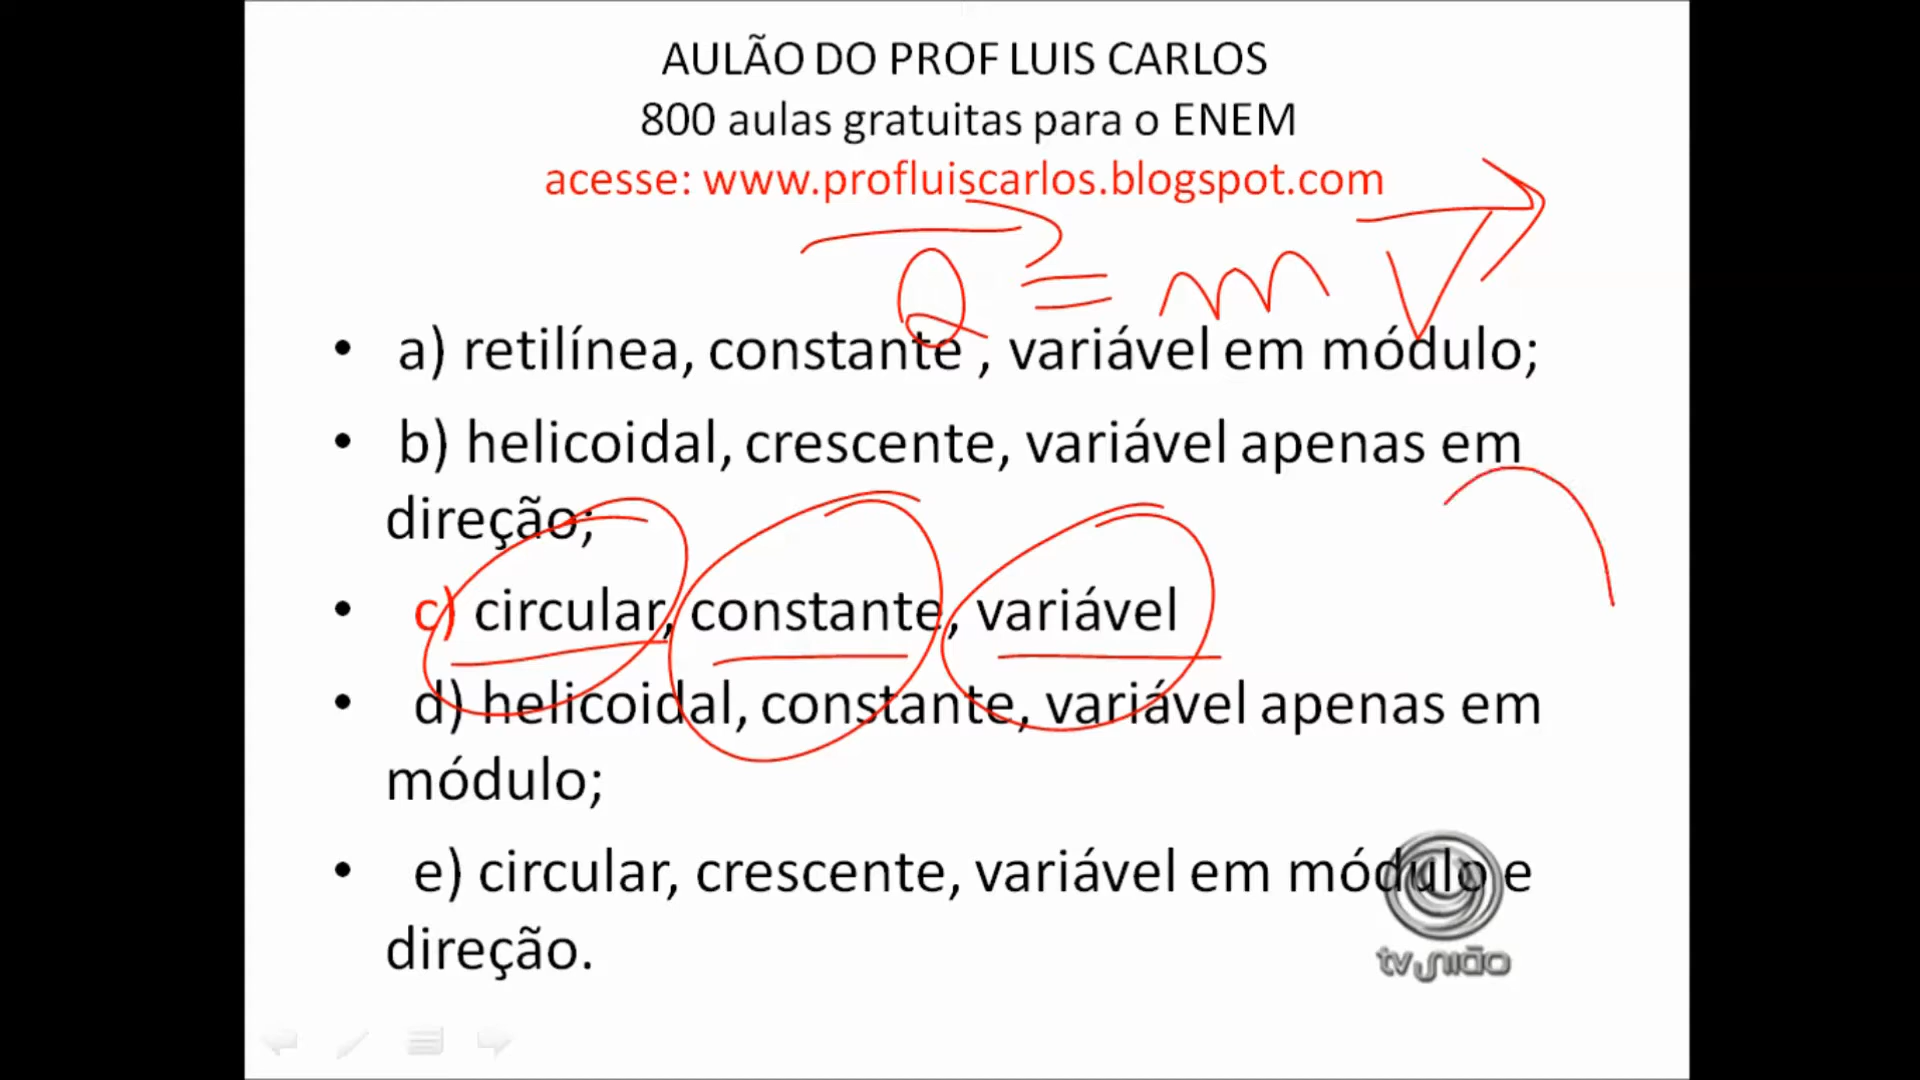 AULÃO DO PROF LUIS CARLOS
800 aulas gratuitas para o ENEM
acesse: www.profluiscarlos.blogspot.com
Q = m V
• a) retilínea, constante , variável em módulo;
• b) helicoidal, crescente, variável apenas em
direção;
• c) circular, constante, variável
• d) helicoidal, constante, variável apenas em
módulo;
• e) circular, crescente, variável em módulo e
direção.
tv união